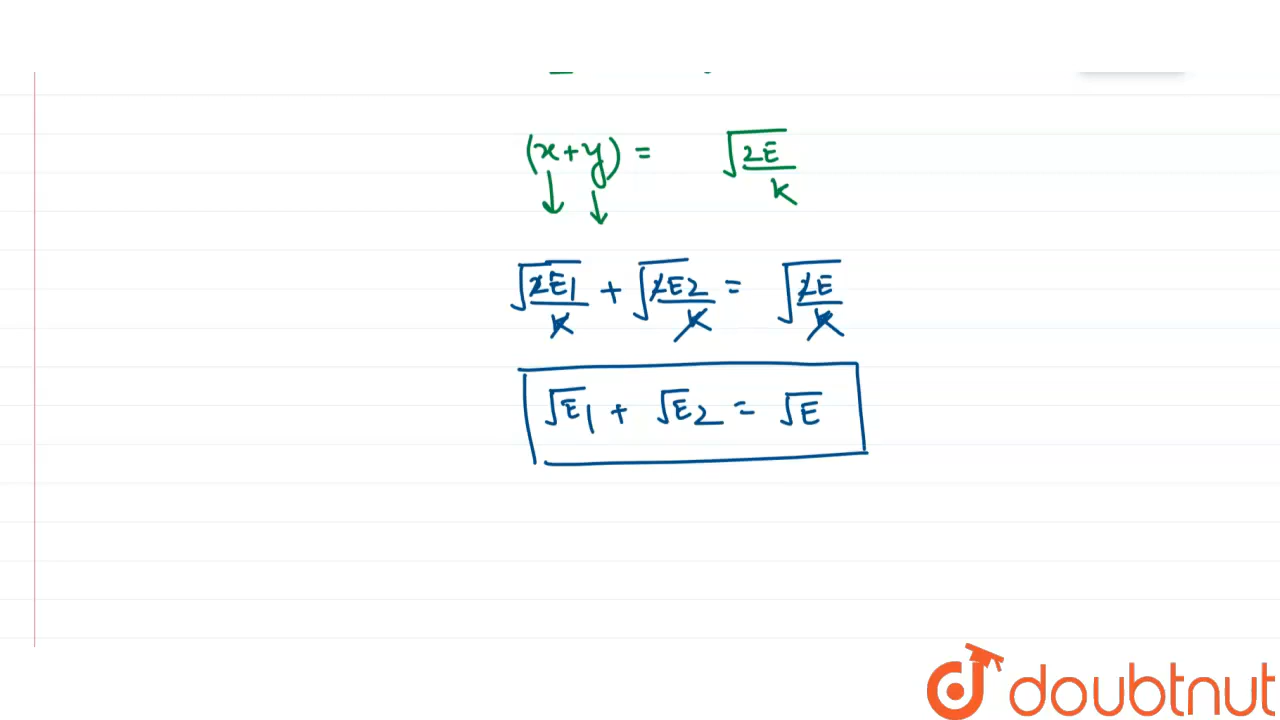 (x+y) = √2E/k
√2E1/k + √2E2/k = √2E/k
√E1 + √E2 = √E
doubtnut